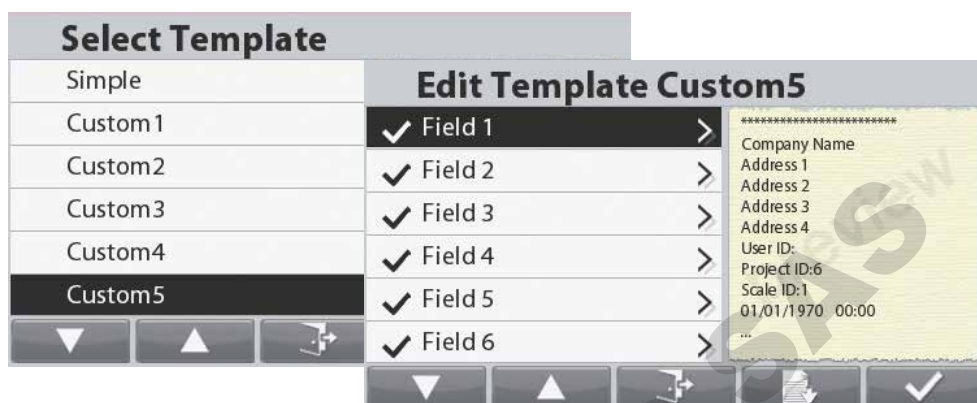 Select Template
Simple
Custom1
Custom2
Custom3
Custom4
Custom5
Edit Template Custom5
Field 1
Field 2
Field 3
Field 4
Field 5
Field 6
*************************
Company Name
Address 1
Address 2
Address 3
Address 4
User ID:
Project ID:6
Scale ID:1
01/01/1970 00:00
...
SAS